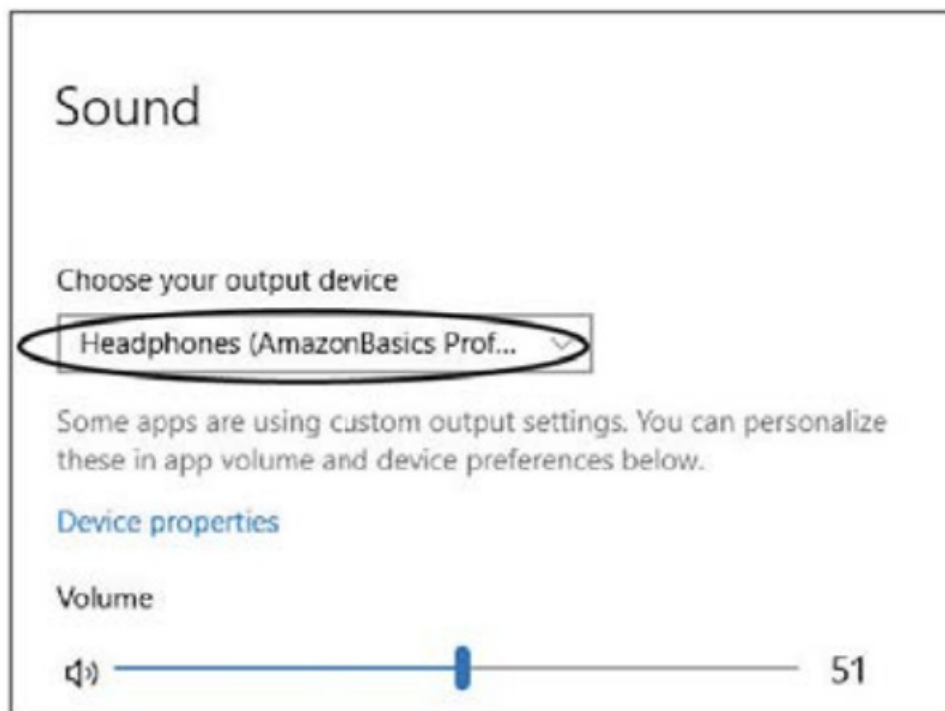 Sound
Choose your output device
Headphones (AmazonBasics Prof...
Some apps are using custom output settings. You can personalize
these in app volume and device preferences below.
Device properties
Volume
51